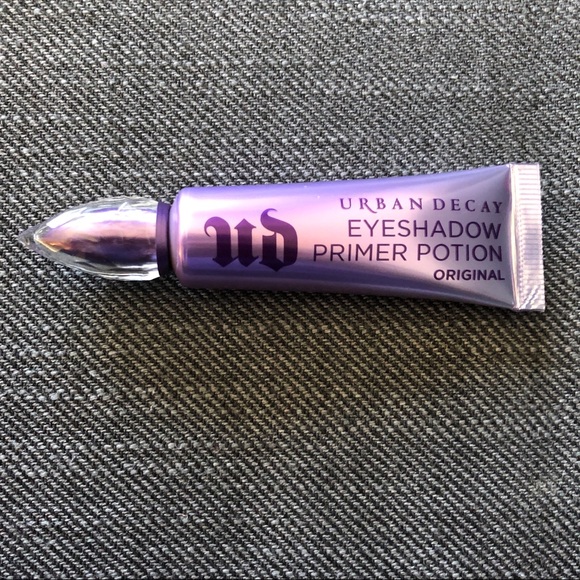 ud
URBAN DECAY
EYESHADOW
PRIMER POTION
ORIGINAL